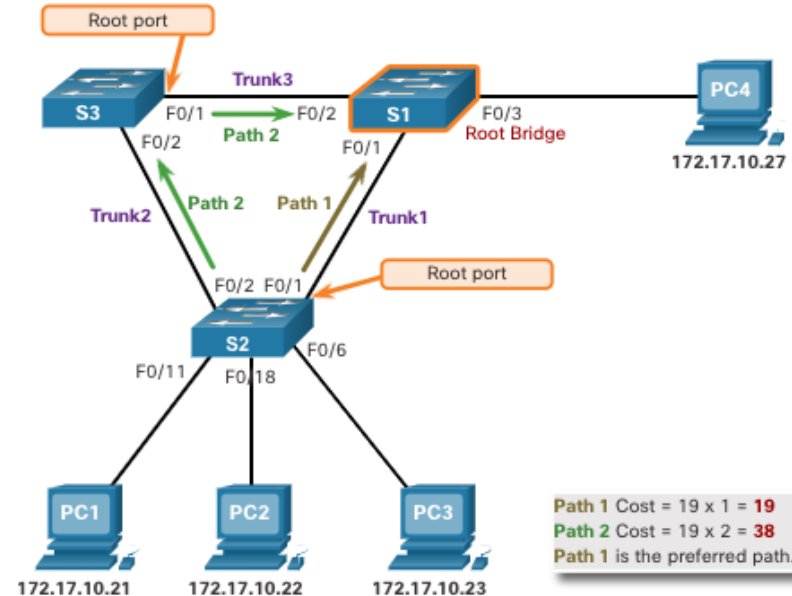 Root port
Trunk3
S3
F0/1
F0/2
S1
F0/3
PC4
Path 2
Root Bridge
F0/2
F0/1
172.17.10.27
Path 2
Path 1
Trunk2
Trunk1
Root port
F0/2 F0/1
S2
F0/6
F0/11
F0/18
PC1
PC2
PC3
Path 1 Cost = 19 x 1 = 19
Path 2 Cost = 19 x 2 = 38
Path 1 is the preferred path.
172.17.10.21
172.17.10.22
172.17.10.23